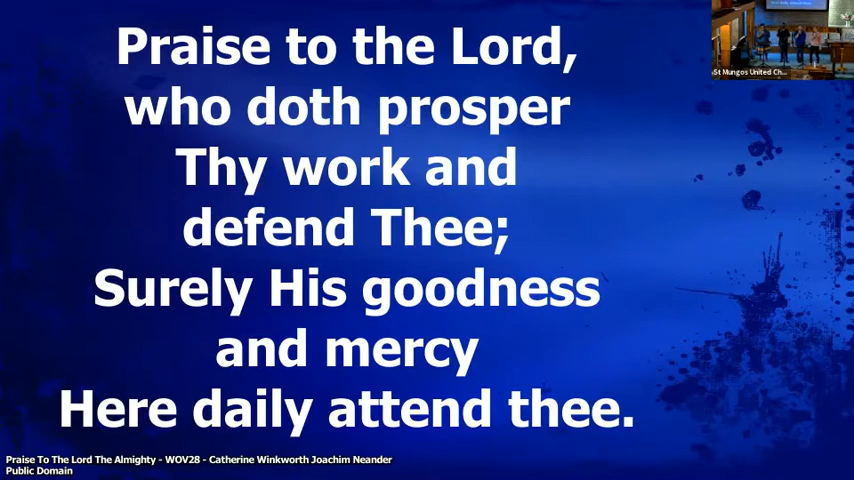 Praise to the Lord,
who doth prosper
Thy work and
defend Thee;
Surely His goodness
and mercy
Here daily attend thee.
St Mungos United Ch...
Praise To The Lord The Almighty - WOV28 - Catherine Winkworth Joachim Neander
Public Domain